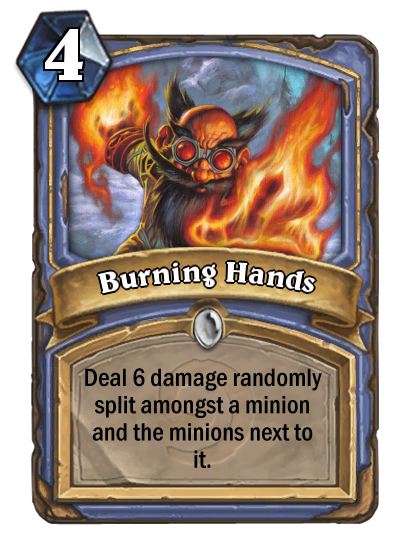 4
Burning Hands
Deal 6 damage randomly
split amongst a minion
and the minions next to
it.